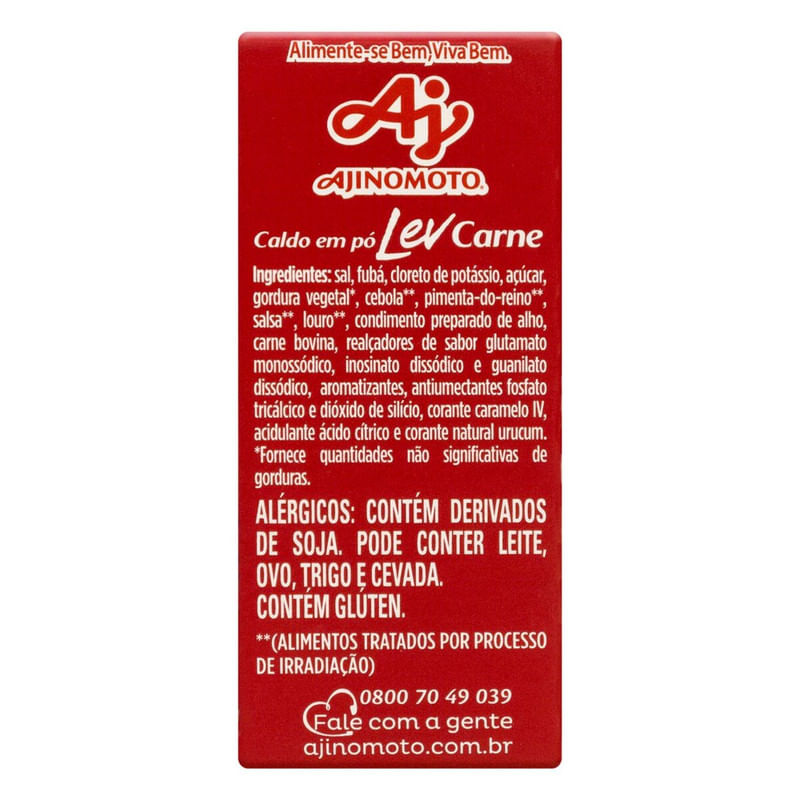 Alimente-se Bem, Viva Bem.
Aj
AJINOMOTO®
Caldo em pó Lev Carne
Ingredientes: sal, fubá, cloreto de potássio, açúcar,
gordura vegetal*, cebola**, pimenta-do-reino**,
salsa**, louro**, condimento preparado de alho,
carne bovina, realçadores de sabor glutamato
monossódico, inosinato dissódico e guanilato
dissódico, aromatizantes, antiumectantes fosfato
tricálcico e dióxido de silício, corante caramelo IV,
acidulante ácido cítrico e corante natural urucum.
*Fornece quantidades não significativas de
gorduras.
ALÉRGICOS: CONTÉM DERIVADOS
DE SOJA. PODE CONTER LEITE,
OVO, TRIGO E CEVADA.
CONTÉM GLÚTEN.
**(ALIMENTOS TRATADOS POR PROCESSO
DE IRRADIAÇÃO)
0800 70 49 039
Fale com a gente
ajinomoto.com.br